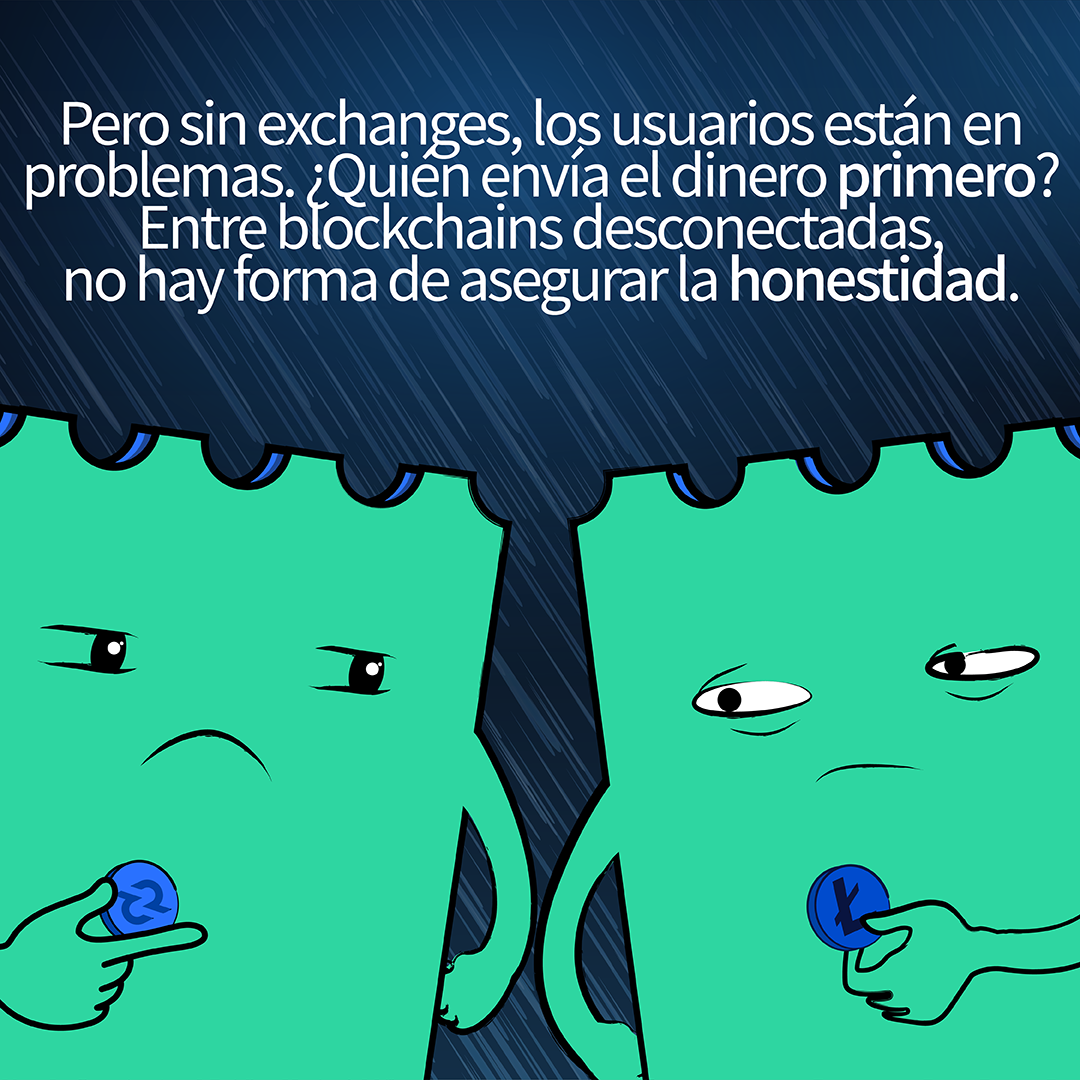 Pero sin exchanges, los usuarios están en
problemas. ¿Quién envía el dinero primero?
Entre blockchains desconectadas,
no hay forma de asegurar la honestidad.